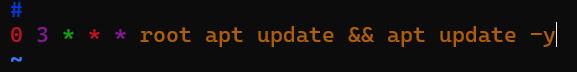 #
0 3 * * * root apt update && apt update -y
~